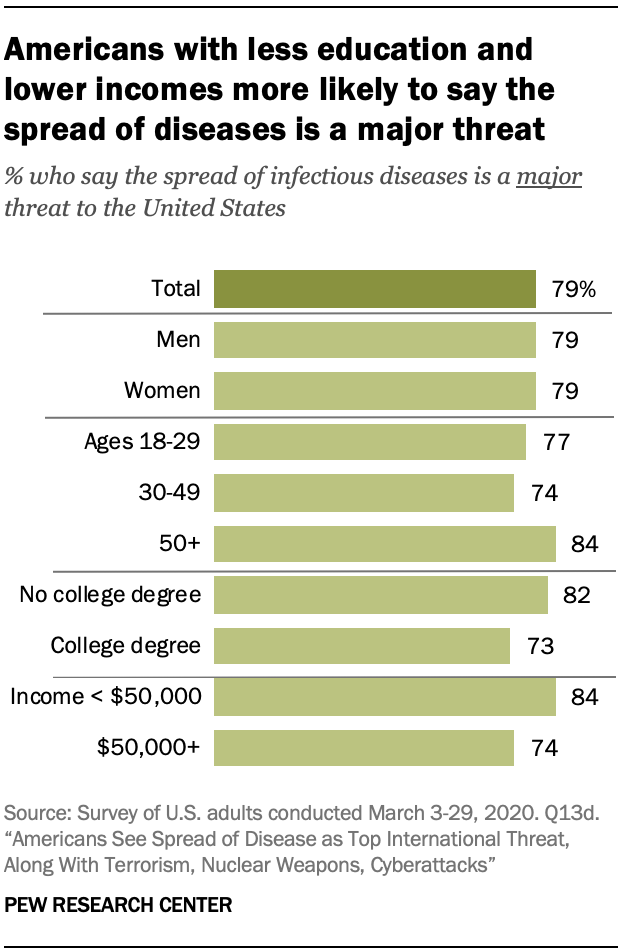 Americans with less education and
lower incomes more likely to say the
spread of diseases is a major threat
% who say the spread of infectious diseases is a major
threat to the United States
Total 79%
Men 79
Women 79
Ages 18-29 77
30-49 74
50+ 84
No college degree 82
College degree 73
Income < $50,000 84
$50,000+ 74
Source: Survey of U.S. adults conducted March 3-29, 2020. Q13d.
“Americans See Spread of Disease as Top International Threat,
Along With Terrorism, Nuclear Weapons, Cyberattacks”
PEW RESEARCH CENTER